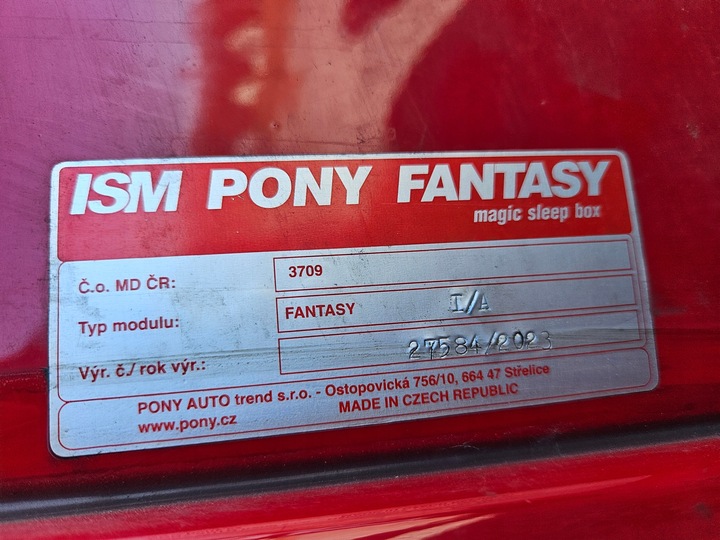 ISM PONY FANTASY
magic sleep box
Č.o. MD ČR: 3709
Typ modulu: FANTASY I/A
Výr. č./ rok výr.: 27584/2023
PONY AUTO trend s.r.o. - Ostopovická 756/10, 664 47 Střelice
www.pony.cz MADE IN CZECH REPUBLIC